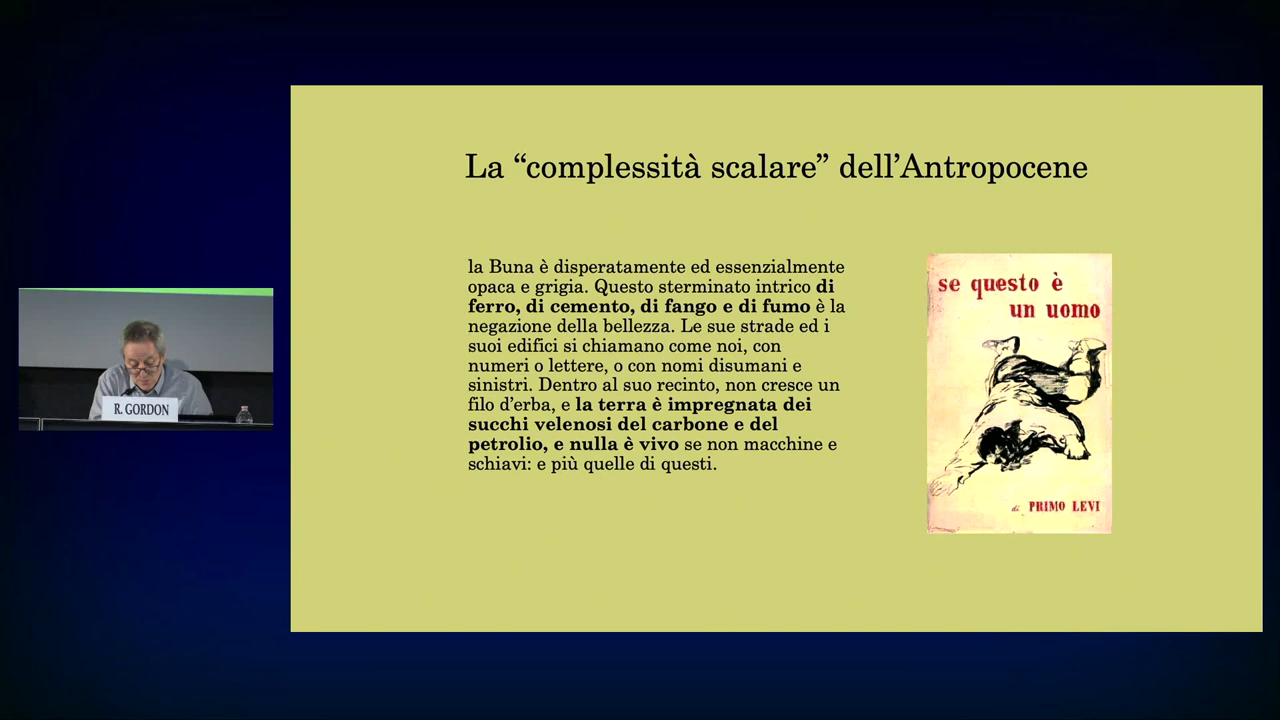 La “complessità scalare” dell’Antropocene
la Buna è disperatamente ed essenzialmente
opaca e grigia. Questo sterminato intrico di
ferro, di cemento, di fango e di fumo è la
negazione della bellezza. Le sue strade ed i
suoi edifici si chiamano come noi, con
numeri o lettere, o con nomi disumani e
sinistri. Dentro al suo recinto, non cresce un
filo d’erba, e la terra è impregnata dei
succhi velenosi del carbone e del
petrolio, e nulla è vivo se non macchine e
schiavi: e più quelle di questi.
se questo è
un uomo
di PRIMO LEVI
R. GORDON